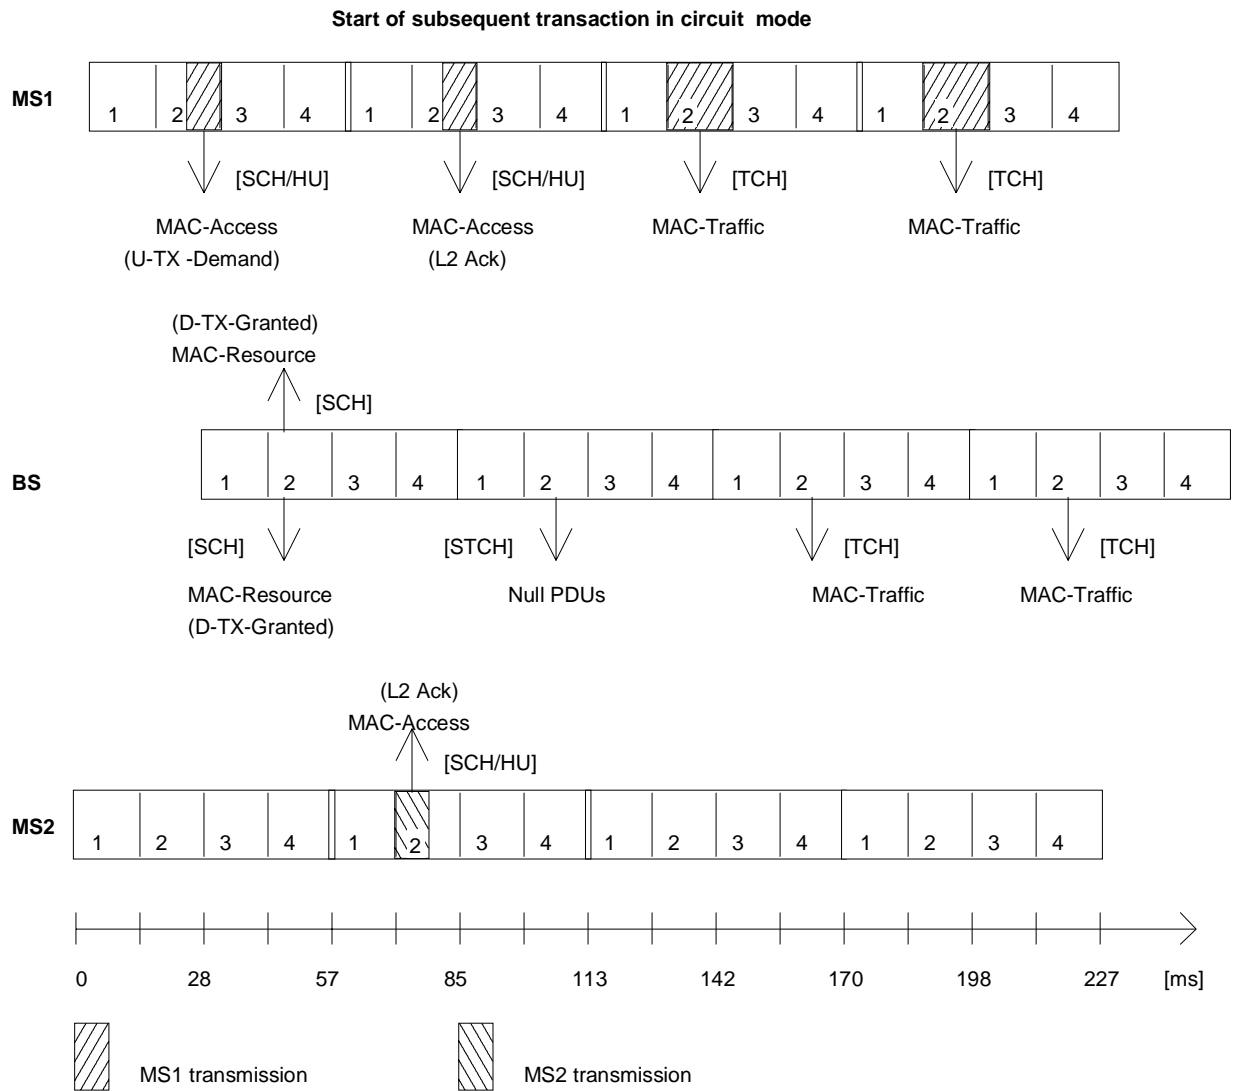 Start of subsequent transaction in circuit mode
MS1
1 2 3 4 1 2 3 4 1 2 3 4 1 2 3 4
[SCH/HU] [SCH/HU] [TCH] [TCH]
MAC-Access MAC-Access MAC-Traffic MAC-Traffic
(U-TX -Demand) (L2 Ack)
(D-TX-Granted)
MAC-Resource
[SCH]
BS
1 2 3 4 1 2 3 4 1 2 3 4 1 2 3 4
[SCH] [STCH] [TCH] [TCH]
MAC-Resource Null PDUs MAC-Traffic MAC-Traffic
(D-TX-Granted)
(L2 Ack)
MAC-Access
[SCH/HU]
MS2
1 2 3 4 1 2 3 4 1 2 3 4 1 2 3 4
0 28 57 85 113 142 170 198 227 [ms]
MS1 transmission MS2 transmission